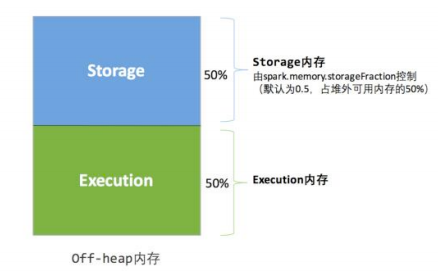 Storage
50%
Storage内存
由spark.memory.storageFraction控制
（默认为0.5，占堆外可用内存的50%）
Execution
50%
Execution内存
Off-heap内存